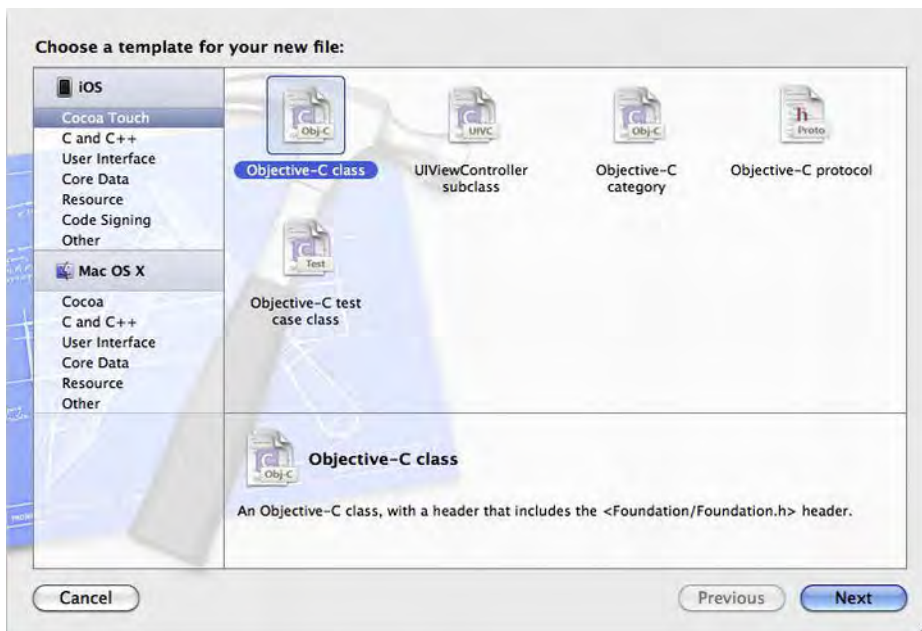 Choose a template for your new file:
iOS
Cocoa Touch
C and C++
User Interface
Core Data
Resource
Code Signing
Other
Mac OS X
Cocoa
C and C++
User Interface
Core Data
Resource
Other
C
Obj-C
Objective-C class
C
UIVC
UIViewController
subclass
C
Obj-C
Objective-C
category
h
Proto
Objective-C protocol
C
Test
Objective-C test
case class
C
Obj-C
Objective-C class
An Objective-C class, with a header that includes the <Foundation/Foundation.h> header.
Cancel
Previous
Next